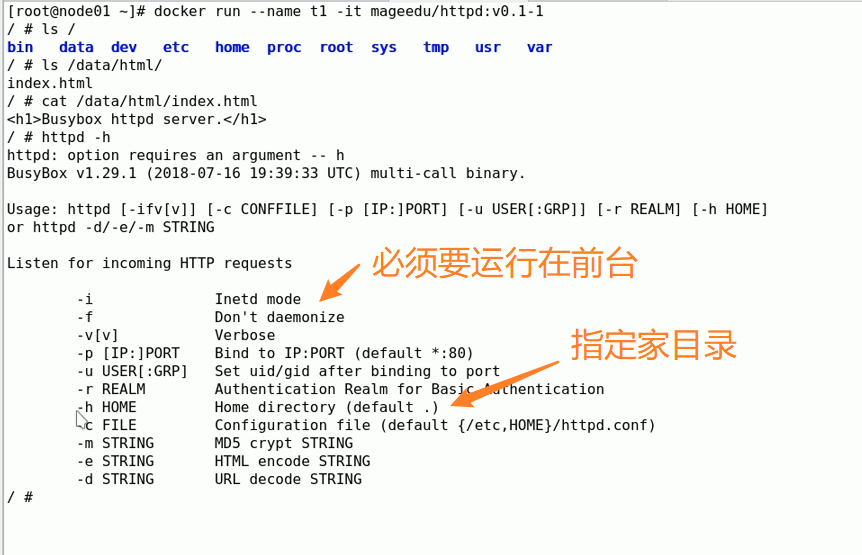 [root@node01 ~]# docker run --name t1 -it mageedu/httpd:v0.1-1
/ # ls /
bin   data  dev   etc   home  proc  root  sys   tmp   usr   var
/ # ls /data/html/
index.html
/ # cat /data/html/index.html
<h1>Busybox httpd server.</h1>
/ # httpd -h
httpd: option requires an argument -- h
BusyBox v1.29.1 (2018-07-16 19:39:33 UTC) multi-call binary.
Usage: httpd [-ifv[v]] [-c CONFFILE] [-p [IP:]PORT] [-u USER[:GRP]] [-r REALM] [-h HOME]
or httpd -d/-e/-m STRING
Listen for incoming HTTP requests
必须要运行在前台
-i              Inetd mode
-f              Don't daemonize
-v[v]           Verbose
指定家目录
-p [IP:]PORT    Bind to IP:PORT (default *:80)
-u USER[:GRP]   Set uid/gid after binding to port
-r REALM        Authentication Realm for Basic Authentication
-h HOME         Home directory (default .)
-c FILE         Configuration file (default {/etc,HOME}/httpd.conf)
-m STRING       MD5 crypt STRING
-e STRING       HTML encode STRING
-d STRING       URL decode STRING
/ #